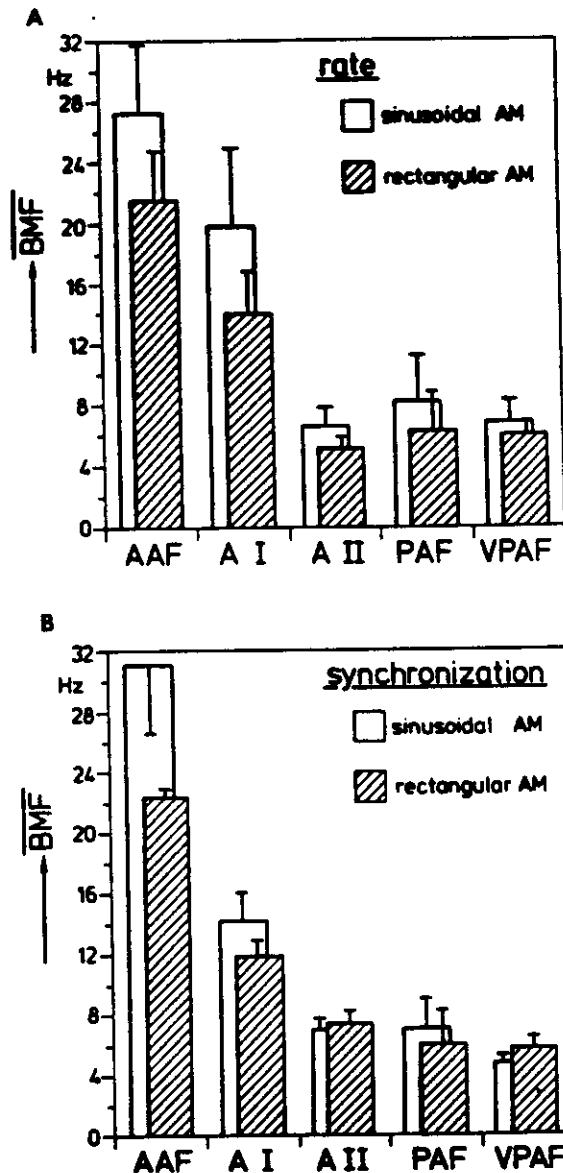 A
32
Hz
28
24
20
16
12
8
4
0
BMF
rate
sinusoidal AM
rectangular AM
AAF A I A II PAF VPAF
B
32
Hz
28
24
20
16
12
8
4
0
BMF
synchronization
sinusoidal AM
rectangular AM
AAF A I A II PAF VPAF